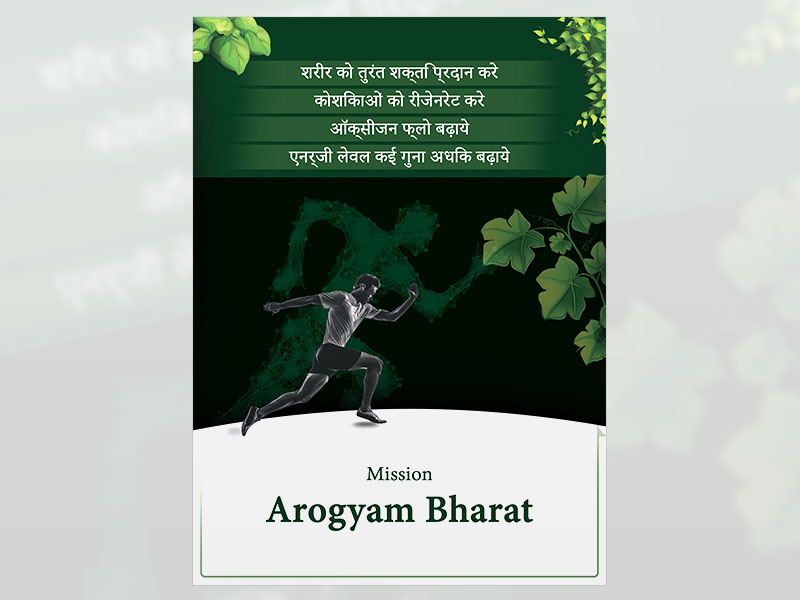 शरीर को तुरंत शक्ति प्रदान करे
कोशिकाओं को रीजेनरेट करे
ऑक्सीजन फ्लो बढ़ाये
एनर्जी लेवल कई गुना अधिक बढ़ाये
Mission
Arogyam Bharat